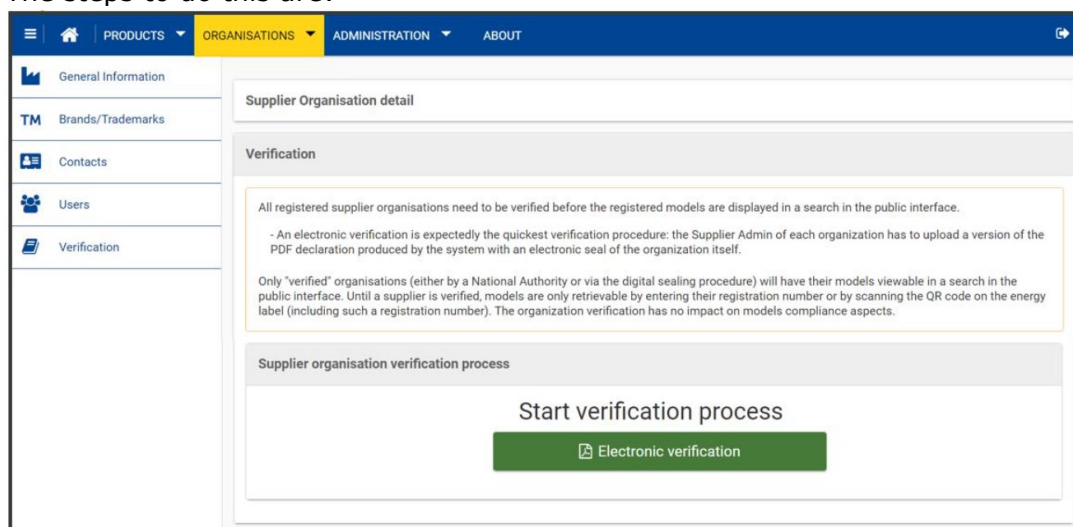 The steps to do this are:
PRODUCTS ORGANISATIONS ADMINISTRATION ABOUT
General Information
TM Brands/Trademarks
Contacts
Users
Verification
Supplier Organisation detail
Verification
All registered supplier organisations need to be verified before the registered models are displayed in a search in the public interface.
- An electronic verification is expectedly the quickest verification procedure: the Supplier Admin of each organization has to upload a version of the
PDF declaration produced by the system with an electronic seal of the organization itself.
Only "verified" organisations (either by a National Authority or via the digital sealing procedure) will have their models viewable in a search in the
public interface. Until a supplier is verified, models are only retrievable by entering their registration number or by scanning the QR code on the energy
label (including such a registration number). The organization verification has no impact on models compliance aspects.
Supplier organisation verification process
Start verification process
Electronic verification